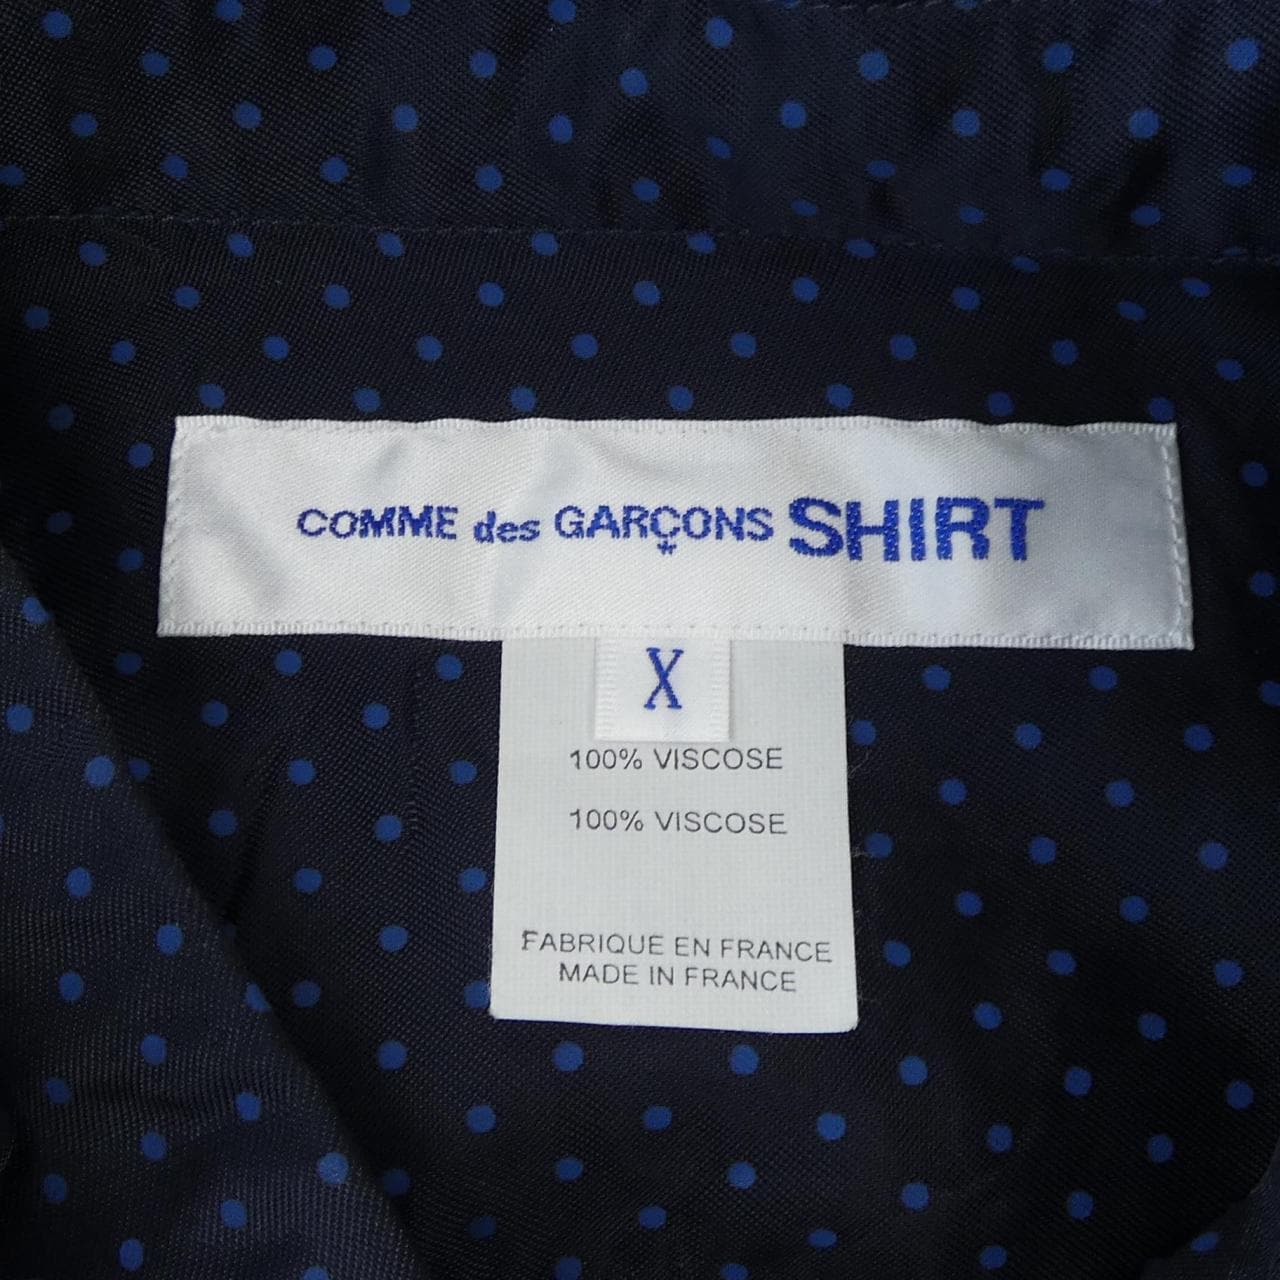 COMME des GARÇONS SHIRT
X
100% VISCOSE
100% VISCOSE
FABRIQUE EN FRANCE
MADE IN FRANCE